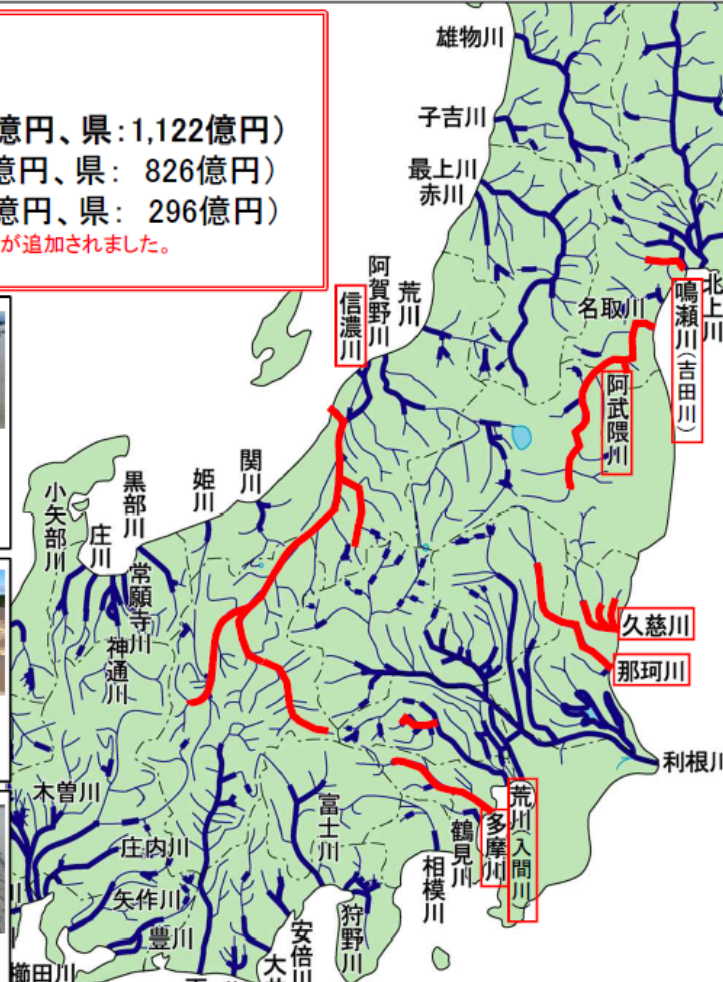 億円、県：1,122億円）
億円、県： 826億円）
億円、県： 296億円）
が追加されました。
雄物川
子吉川
最上川
赤川
荒川
阿賀野川
信濃川
名取川
北上川
鳴瀬川（吉田川）
阿武隈川
関川
姫川
黒部川
小矢部川
庄川
常願寺川
神通川
久慈川
那珂川
利根川
木曽川
庄内川
矢作川
豊川
櫛田川
富士川
安倍川
狩野川
相模川
鶴見川
多摩川
荒川（入間川）